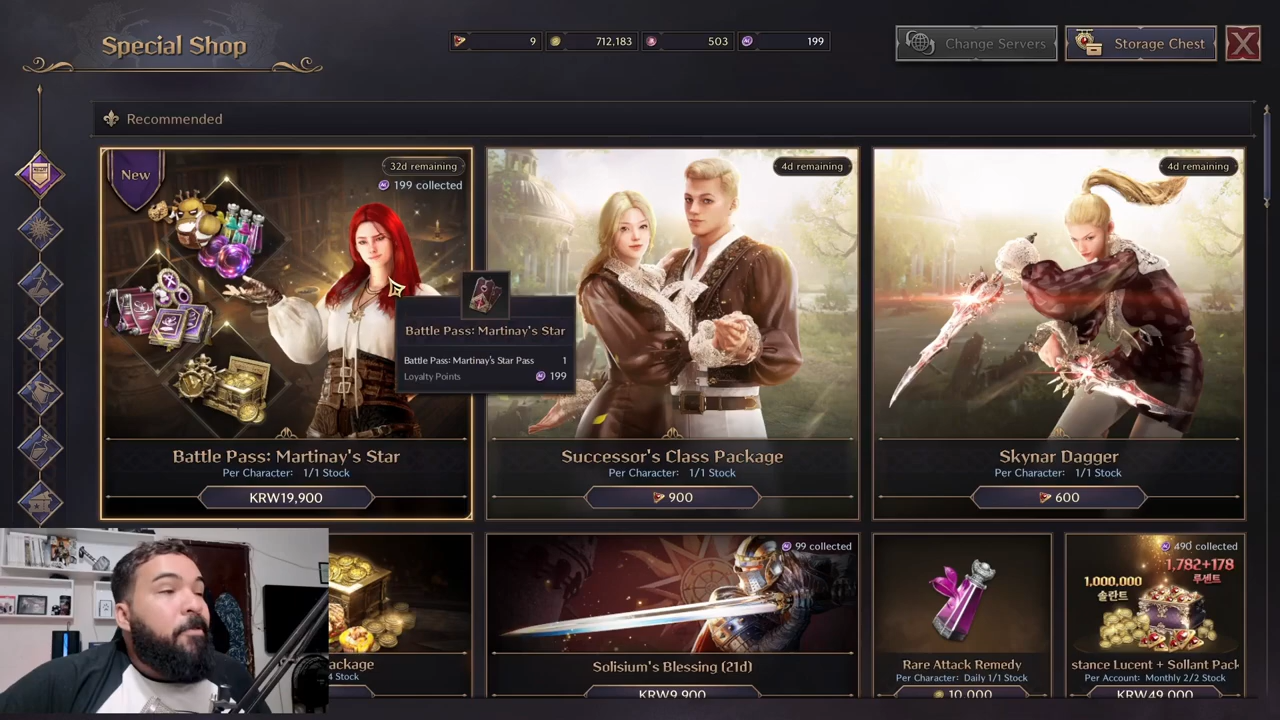 Special Shop
9
712,183
503
199
Change Servers
Storage Chest
Recommended
New
32d remaining
199 collected
Battle Pass: Martinay's Star
Battle Pass: Martinay's Star Pass 1
Loyalty Points 199
Battle Pass: Martinay's Star
Per Character: 1/1 Stock
KRW19,900
4d remaining
Successor's Class Package
Per Character: 1/1 Stock
900
4d remaining
Skynar Dagger
Per Character: 1/1 Stock
600
ackage
4 Stock
99 collected
Solisium's Blessing (21d)
KRW9,900
Rare Attack Remedy
Per Character: Daily 1/1 Stock
10,000
490 collected
1,782+178
루센트
1,000,000
솔란트
stance Lucent + Sollant Pack
Per Account: Monthly 2/2 Stock
KRW49,000